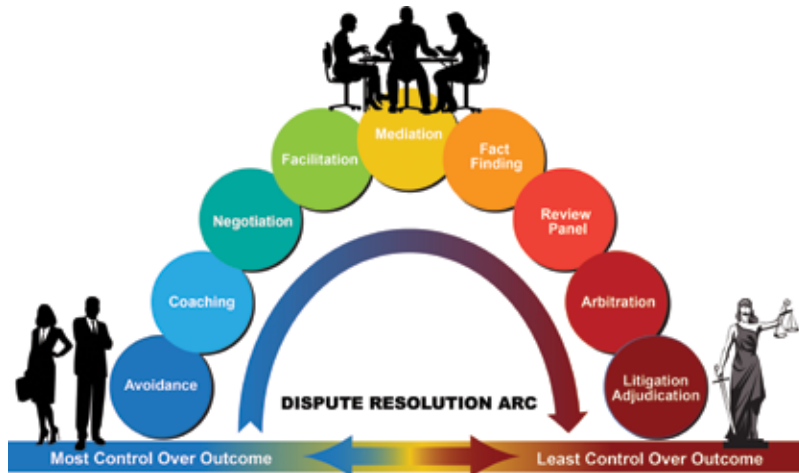 Mediation
Facilitation
Fact
Finding
Negotiation
Review
Panel
Coaching
Arbitration
Avoidance
Litigation
Adjudication
DISPUTE RESOLUTION ARC
Most Control Over Outcome
Least Control Over Outcome